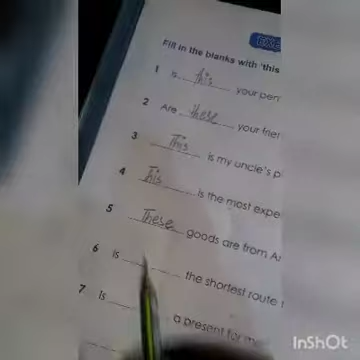 Fill in the blanks with 'this
1 Is this your pen
2 Are these your frie
3 This is my uncle's p
4 This is the most expe
5 These goods are from A
6 Is ______ the shortest route
7 Is ______ a present for m
InShOt